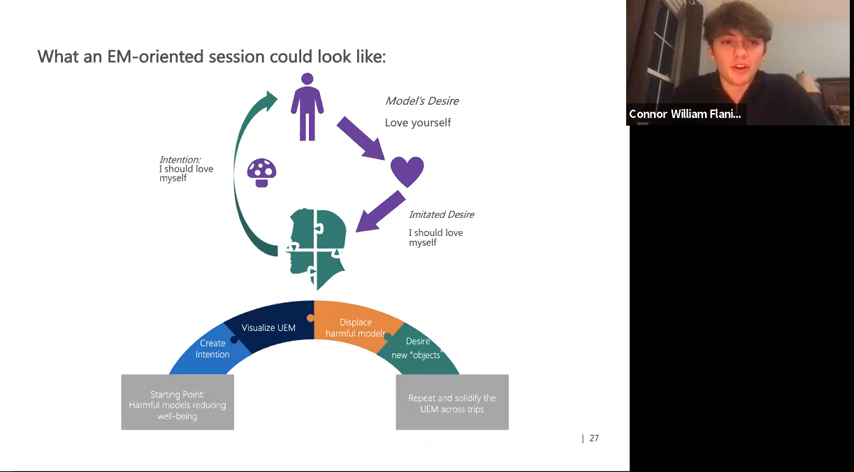 What an EM-oriented session could look like:
Model's Desire
Love yourself
Intention:
I should love
myself
Imitated Desire
I should love
myself
Visualize UEM
Displace
harmful models
Create
Intention
Desire
new "objects"
Starting Point:
Harmful models reducing
well-being
Repeat and solidify the
UEM across trips
| 27
Connor William Flani...